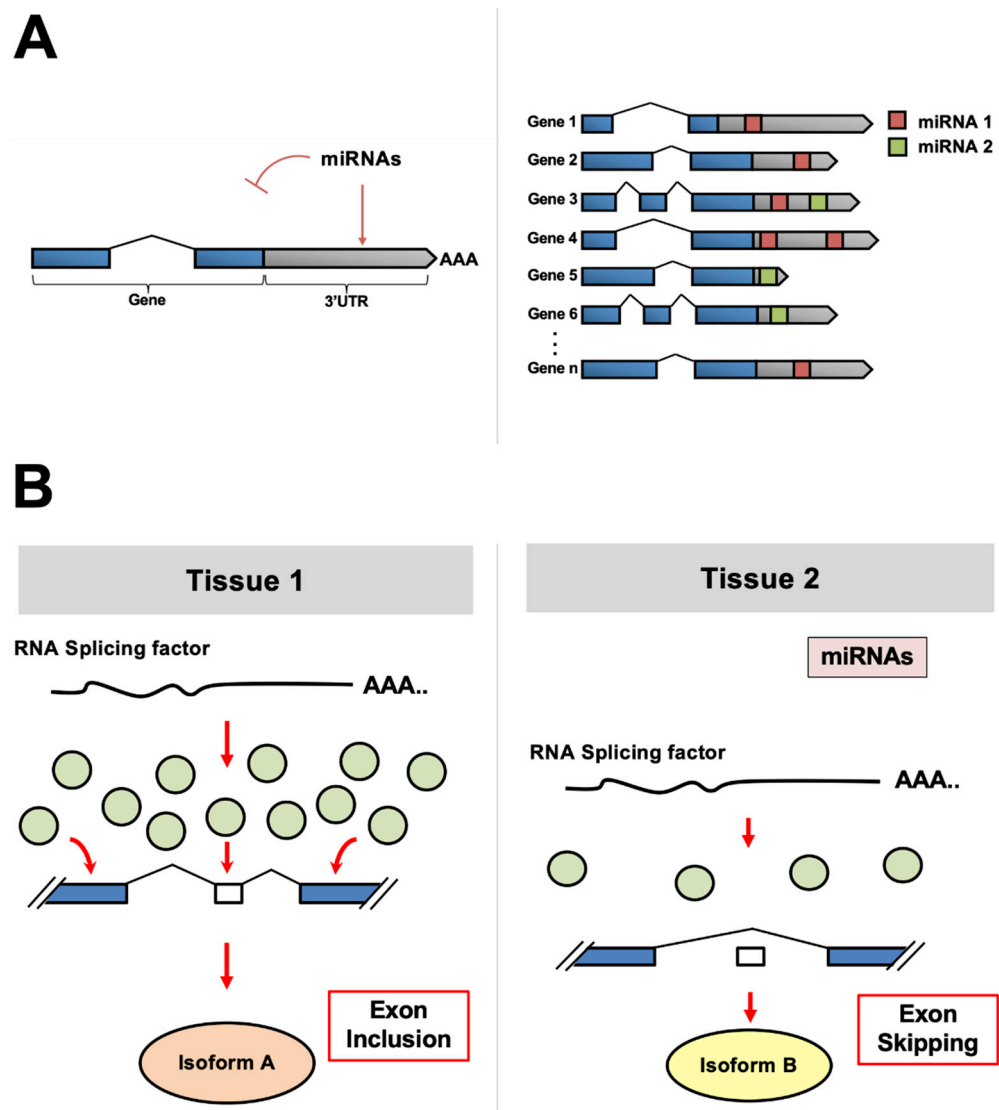 A
miRNAs
AAA
Gene
3'UTR
Gene 1
Gene 2
Gene 3
Gene 4
Gene 5
Gene 6
Gene n
miRNA 1
miRNA 2
B
Tissue 1
RNA Splicing factor
AAA..
Exon
Inclusion
Isoform A
Tissue 2
miRNAs
RNA Splicing factor
AAA..
Exon
Skipping
Isoform B